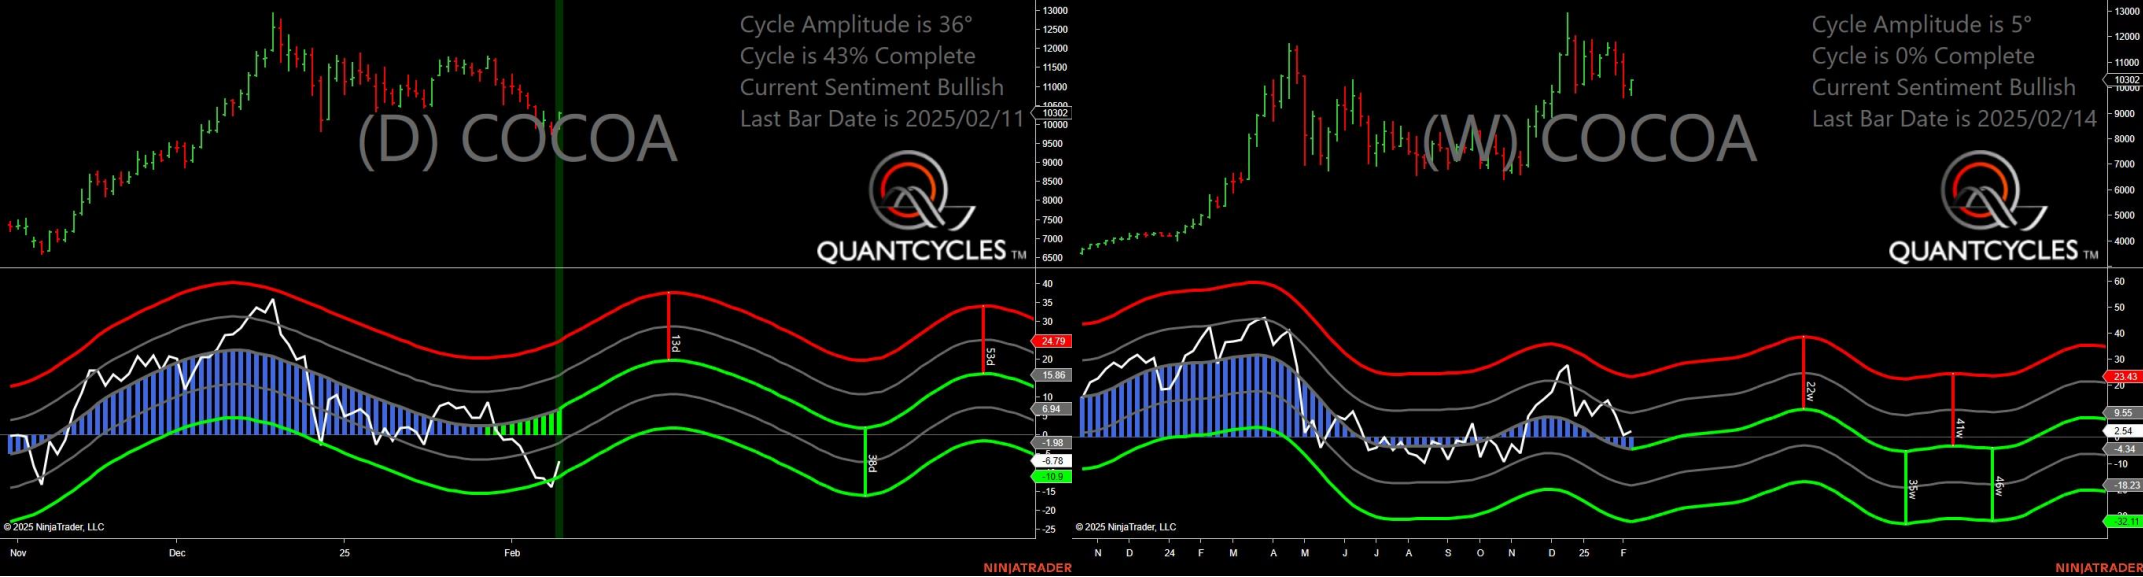 Cycle Amplitude is 36°
Cycle is 43% Complete
Current Sentiment Bullish
Last Bar Date is 2025/02/11
(D) COCOA
QUANTCYCLES TM
13000
12500
12000
11500
11000
10500
10302
10000
9500
9000
8500
8000
7500
7000
6500
40
35
30
24.79
20
15.86
10
6.94
0
-1.98
-6.78
-10.9
-15
-20
-25
13d
38d
53d
© 2025 NinjaTrader, LLC
Nov Dec 25 Feb
NINJATRADER
Cycle Amplitude is 5°
Cycle is 0% Complete
Current Sentiment Bullish
Last Bar Date is 2025/02/14
(W) COCOA
QUANTCYCLES TM
13000
12000
11000
10302
10000
9000
8000
7000
6000
5000
4000
60
50
40
30
23.43
20
9.55
2.54
-4.34
-10
-18.23
-32.11
22w
35w
41w
46w
© 2025 NinjaTrader, LLC
N D 24 F M A M J J A S O N D 25 F
NINJATRADER